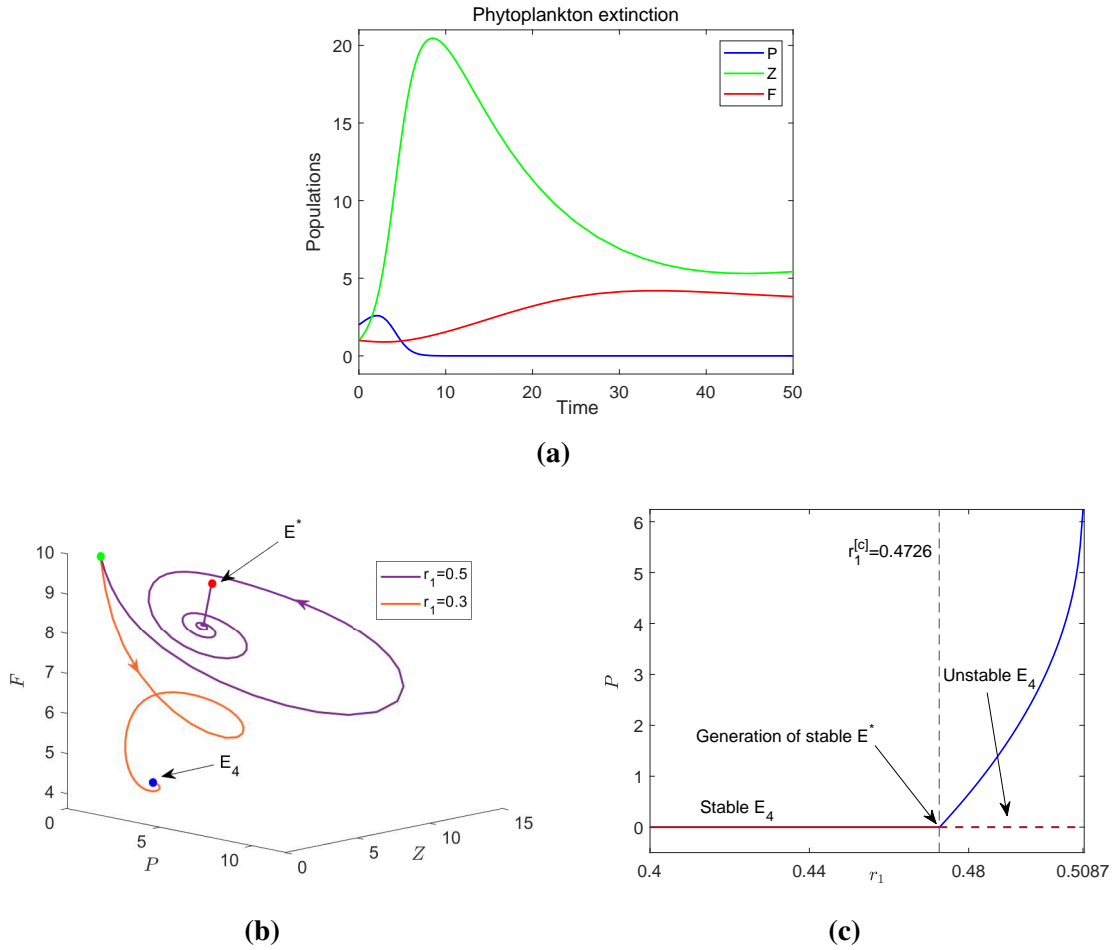 Phytoplankton extinction
P
Z
F
20
15
10
5
0
Populations
0 10 20 30 40 50
Time
(a)
E*
r₁=0.5
r₁=0.3
10
9
8
7
6
5
4
F
E₄
0 5 10
P
0 5 10 15
Z
(b)
6
5
4
3
2
1
0
P
r₁^[c]=0.4726
Unstable E₄
Generation of stable E*
Stable E₄
0.4 0.44 0.48 0.5087
r₁
(c)